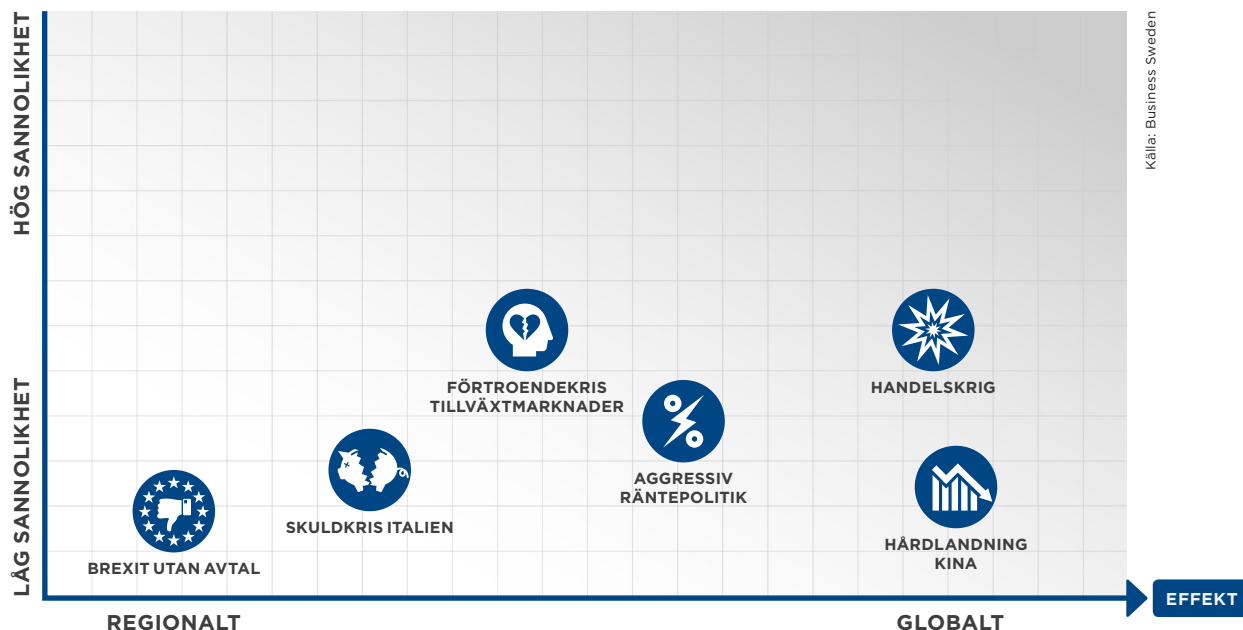 HÖG SANNOLIKHET
LÅG SANNOLIKHET
Källa: Business Sweden
FÖRTROENDEKRIS
TILLVÄXTMARKNADER
HANDELSKRIG
AGGRESSIV
RÄNTEPOLITIK
SKULDKRIS ITALIEN
HÅRDLANDNING
KINA
BREXIT UTAN AVTAL
EFFEKT
REGIONALT
GLOBALT